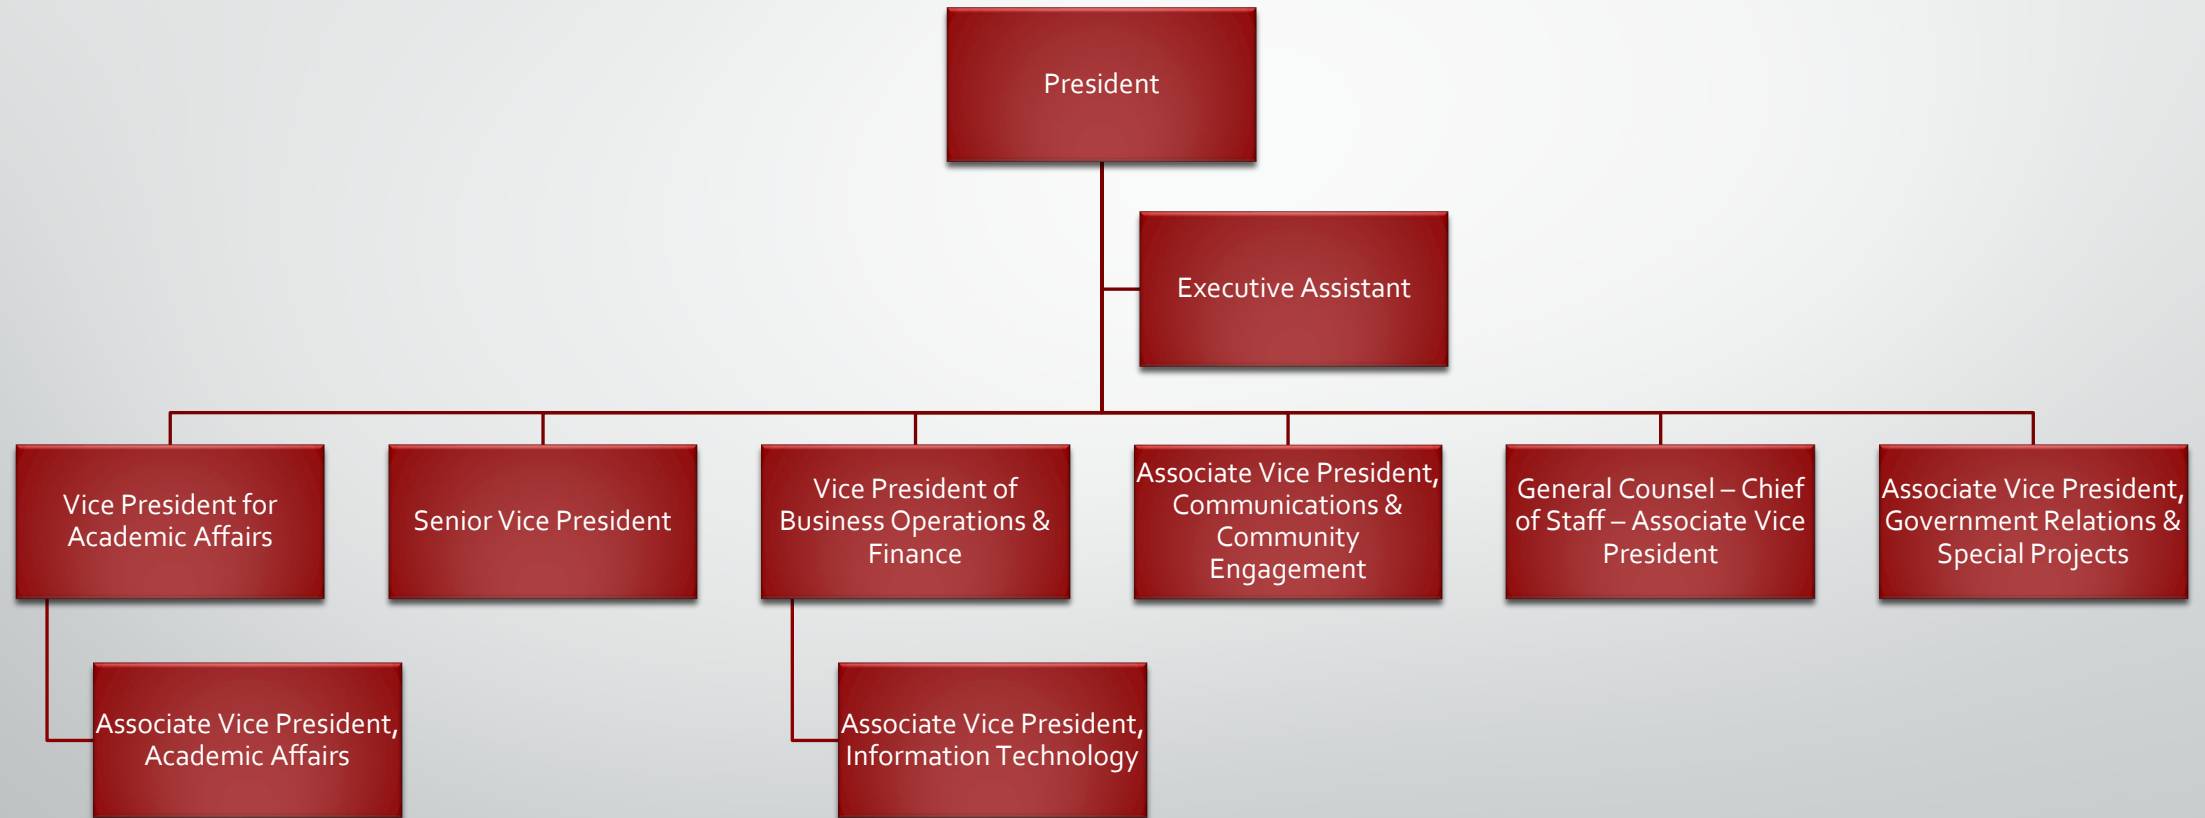 President
Executive Assistant
Vice President for
Academic Affairs
Senior Vice President
Vice President of
Business Operations &
Finance
Associate Vice President,
Communications &
Community
Engagement
General Counsel – Chief
of Staff – Associate Vice
President
Associate Vice President,
Government Relations &
Special Projects
Associate Vice President,
Academic Affairs
Associate Vice President,
Information Technology